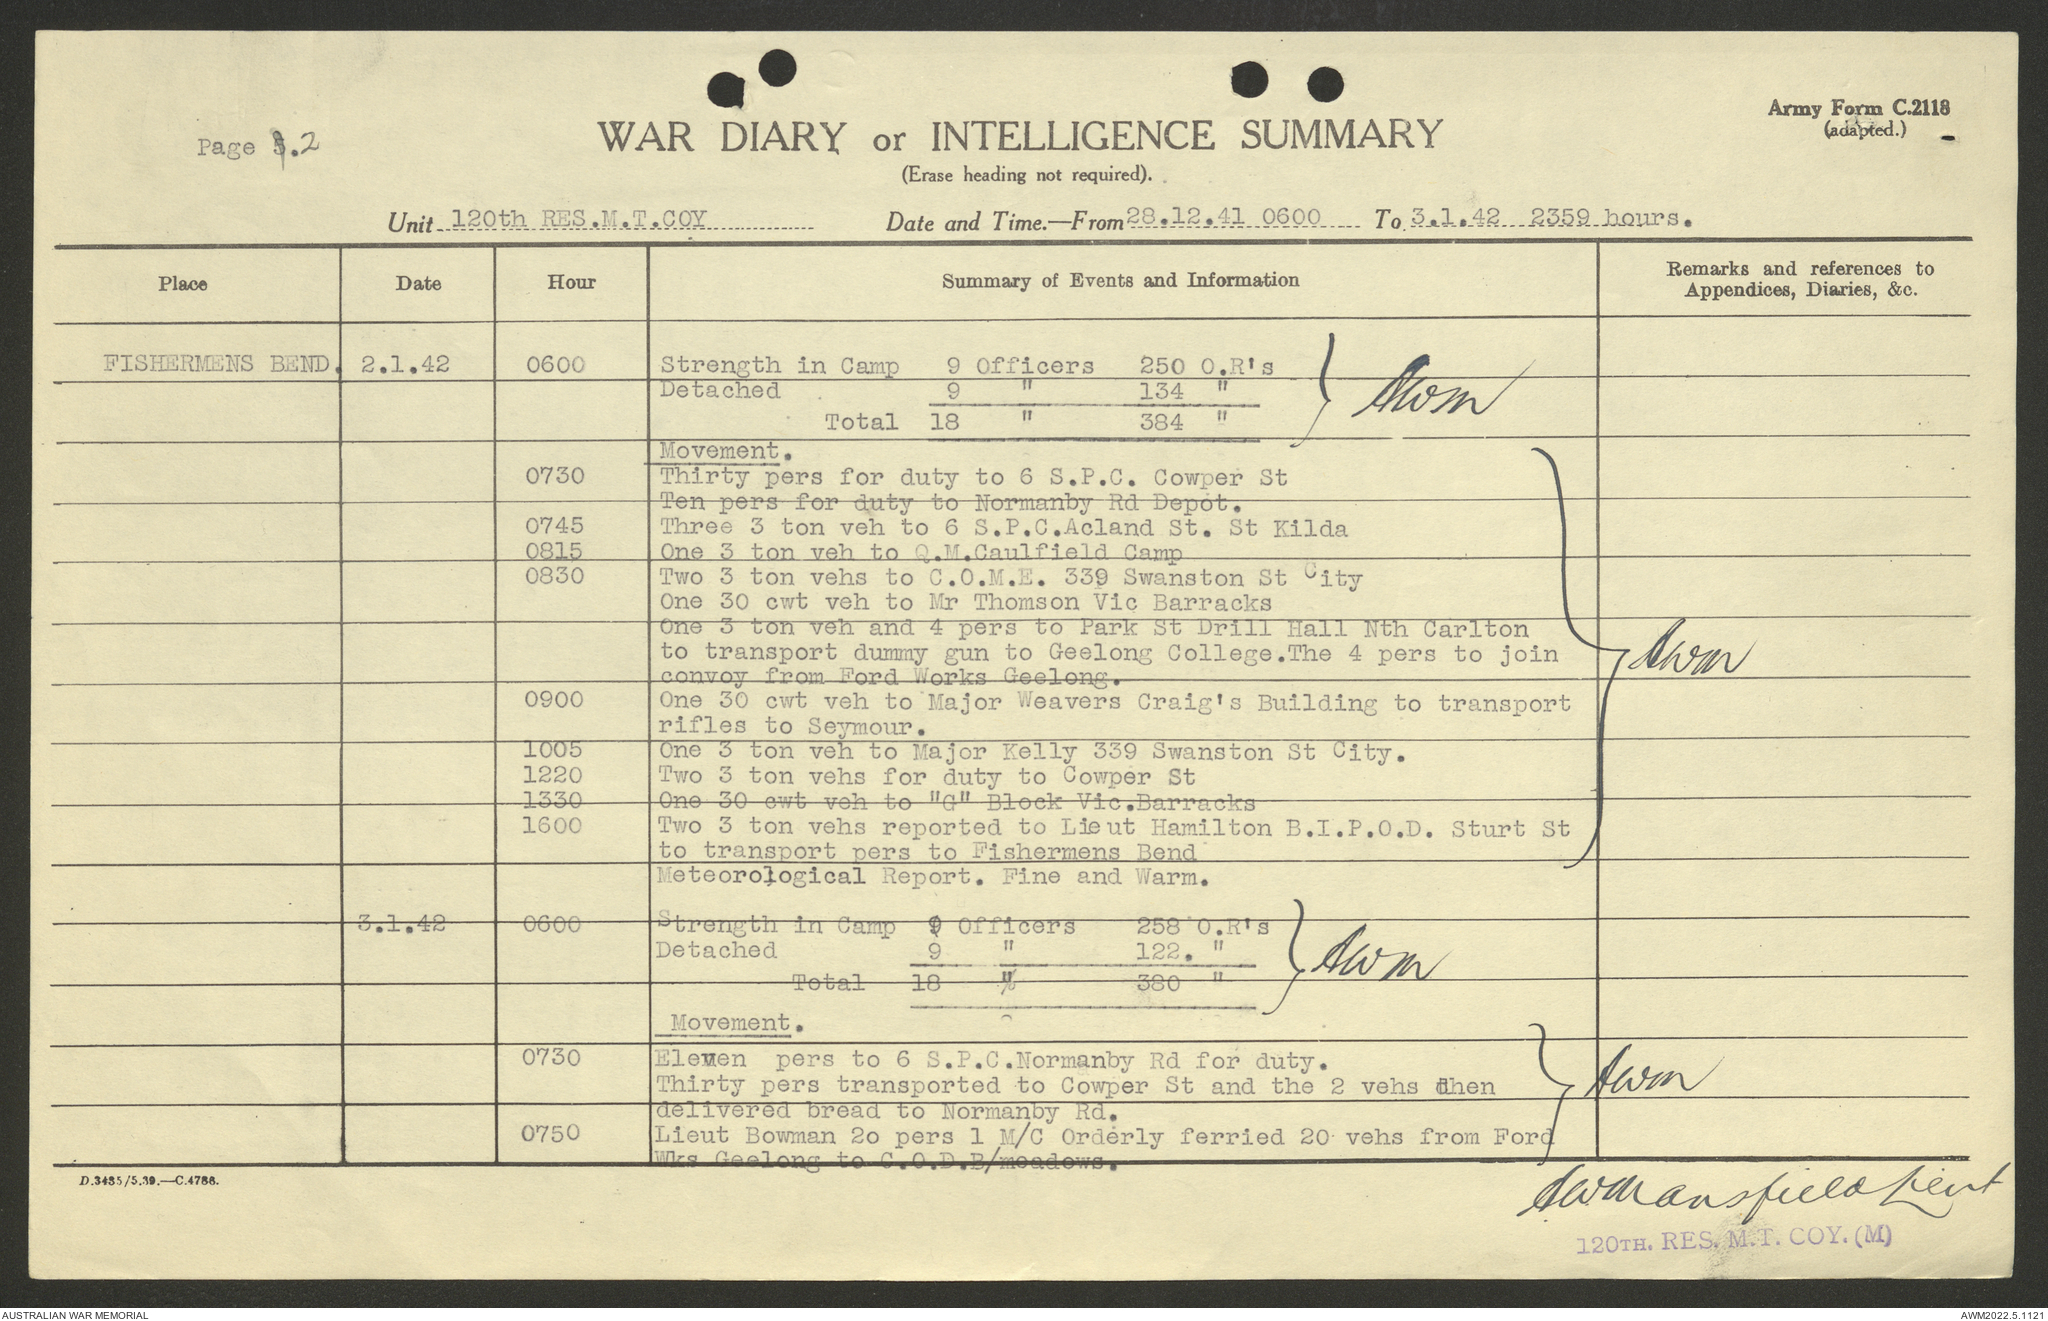 Army Form C.2118
(adapted.)
Page 3.2
WAR DIARY or INTELLIGENCE SUMMARY
(Erase heading not required).
Unit 120th RES.M.T.COY Date and Time.—From 28.12.41 0600 To 3.1.42 2359 hours.
Place Date Hour Summary of Events and Information Remarks and references to Appendices, Diaries, &c.
FISHERMENS BEND. 2.1.42 0600 Strength in Camp 9 Officers 250 O.R's
Detached 9 " 134 "
Total 18 " 384 "
AWM
Movement.
0730 Thirty pers for duty to 6 S.P.C. Cowper St
Ten pers for duty to Normanby Rd Depot.
0745 Three 3 ton veh to 6 S.P.C.Acland St. St Kilda
0815 One 3 ton veh to Q.M.Caulfield Camp
0830 Two 3 ton vehs to C.O.M.E. 339 Swanston St City
One 30 cwt veh to Mr Thomson Vic Barracks
One 3 ton veh and 4 pers to Park St Drill Hall Nth Carlton
to transport dummy gun to Geelong College.The 4 pers to join
convoy from Ford Works Geelong.
0900 One 30 cwt veh to Major Weavers Craig's Building to transport
rifles to Seymour.
1005 One 3 ton veh to Major Kelly 339 Swanston St City.
1220 Two 3 ton vehs for duty to Cowper St
1330 One 30 cwt veh to "G" Block Vic.Barracks
1600 Two 3 ton vehs reported to Lieut Hamilton B.I.P.O.D. Sturt St
to transport pers to Fishermens Bend
AWM
Meteorological Report. Fine and Warm.
3.1.42 0600 Strength in Camp 9 Officers 258 O.R's
Detached 9 " 122. "
Total 18 " 380 "
AWM
Movement.
0730 Eleven pers to 6 S.P.C.Normanby Rd for duty.
Thirty pers transported to Cowper St and the 2 vehs then
delivered bread to Normanby Rd.
0750 Lieut Bowman 2o pers 1 M/C Orderly ferried 20 vehs from Ford
Wks Geelong to C.O.D.B/meadows.
AWM
D.3485/5.39.—C.4788.
AWMansfield Lieut
120TH. RES. M.T. COY. (M)
AUSTRALIAN WAR MEMORIAL AWM2022.5.1121